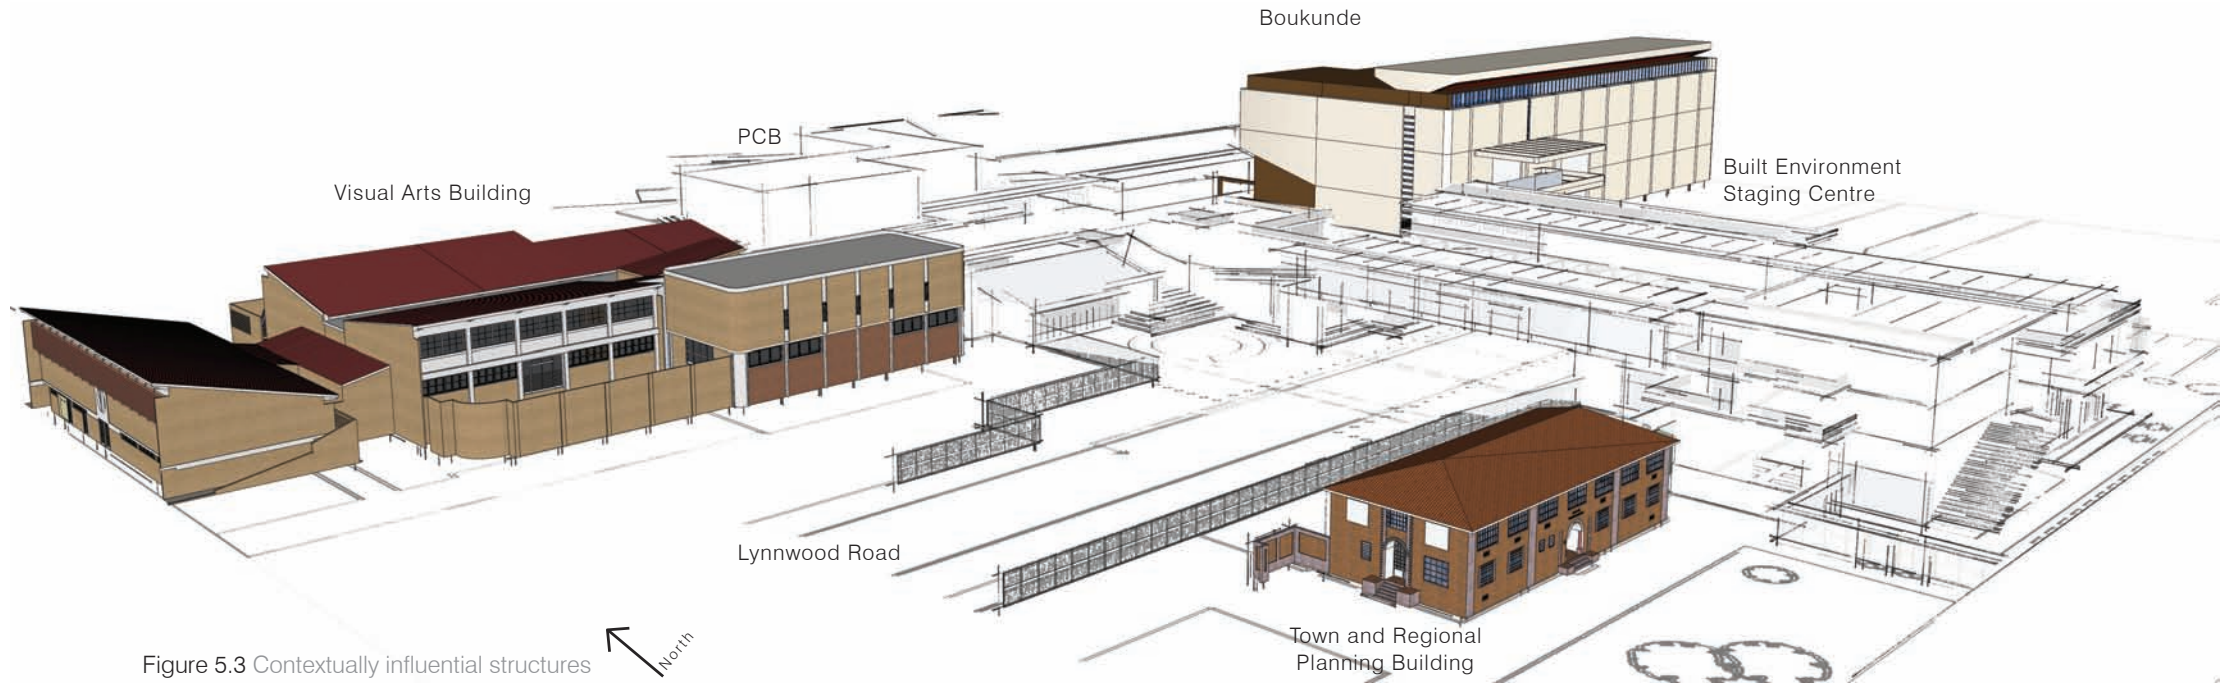 Boukunde
PCB
Visual Arts Building
Built Environment
Staging Centre
Lynnwood Road
Town and Regional
Planning Building
North
Figure 5.3 Contextually influential structures